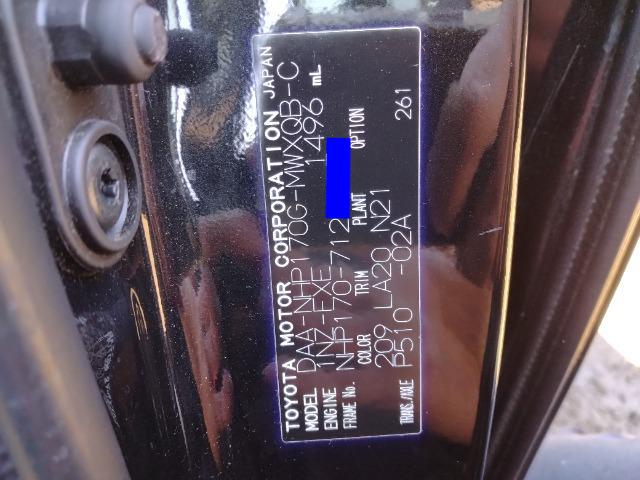 TOYOTA MOTOR CORPORATION JAPAN
MODEL DAA-NHP170G-MWXQB-C
ENGINE 1NZ-FXE 1496 mL
FRAME No. NHP170-712
COLOR TRIM PLANT OPTION
209 LA20 N21 261
TRANS./AXLE P510 -02A